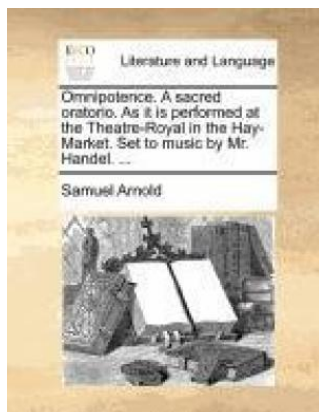 ECCO
Literature and Language
Omnipotence. A sacred
oratorio. As it is performed at
the Theatre-Royal in the Hay-
Market. Set to music by Mr.
Handel. ...
Samuel Arnold